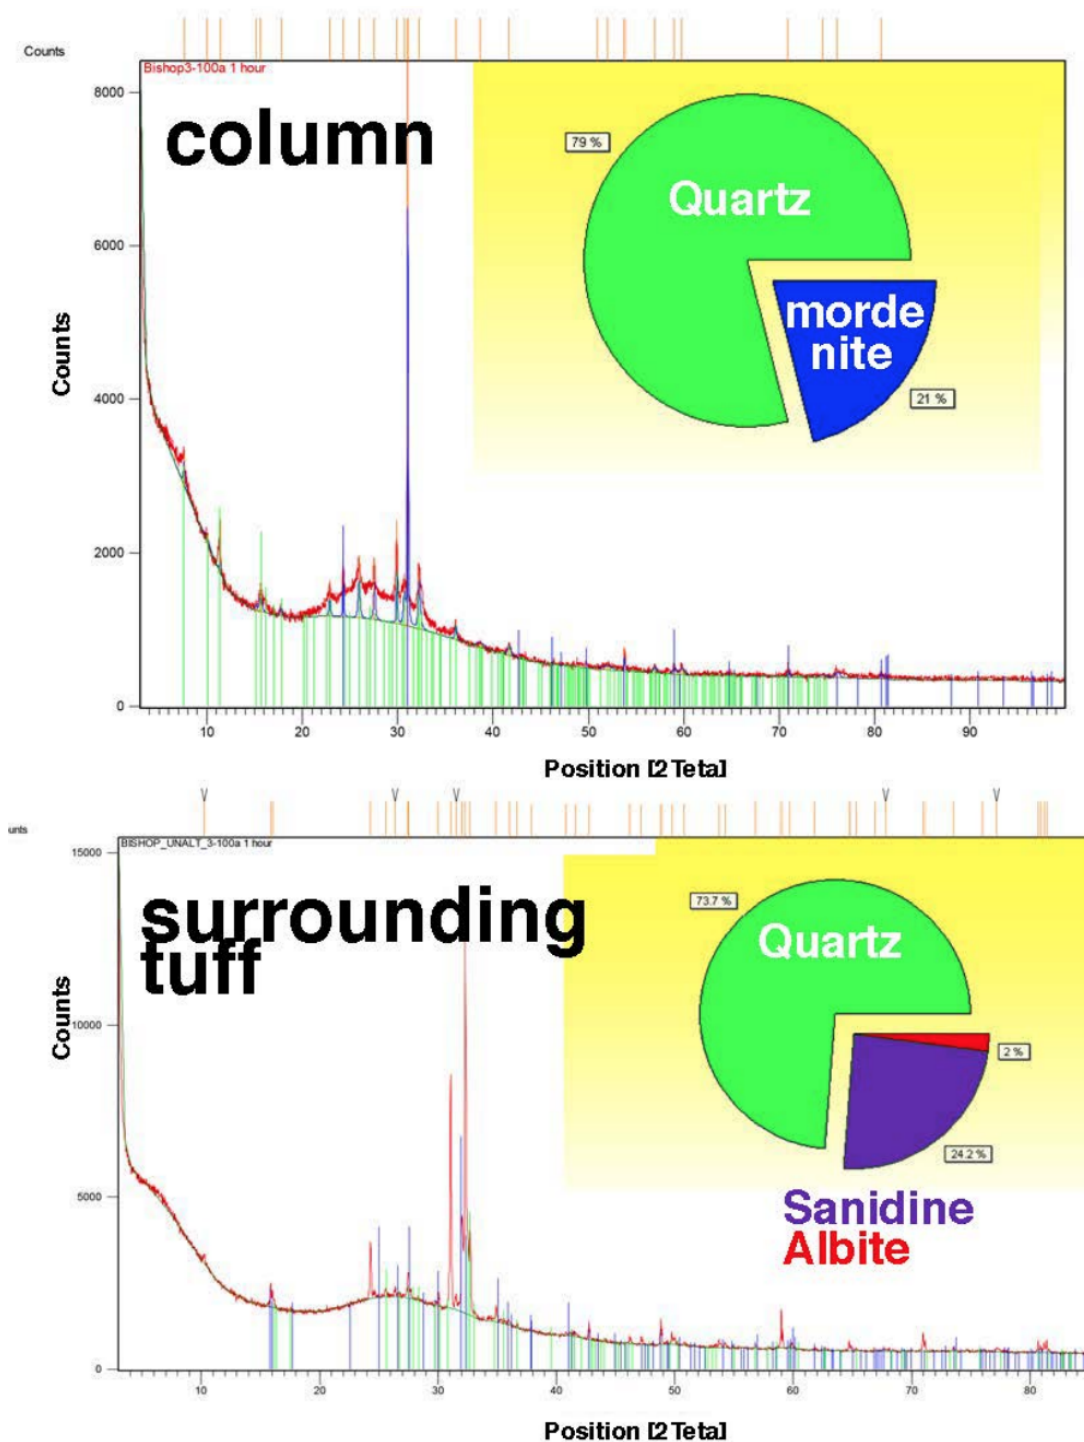 Counts
Bishop3-100a 1 hour
8000
column
79 %
Quartz
6000
morde
nite
Counts
4000
21 %
2000
0
10 20 30 40 50 60 70 80 90
Position [2 Teta]
unts
BISHOP_UNALT_3-100a 1 hour
15000
surrounding
tuff
73.7 %
Quartz
Counts
10000
2 %
24.2 %
5000
Sanidine
Albite
0
10 20 30 40 50 60 70 80
Position [2 Teta]